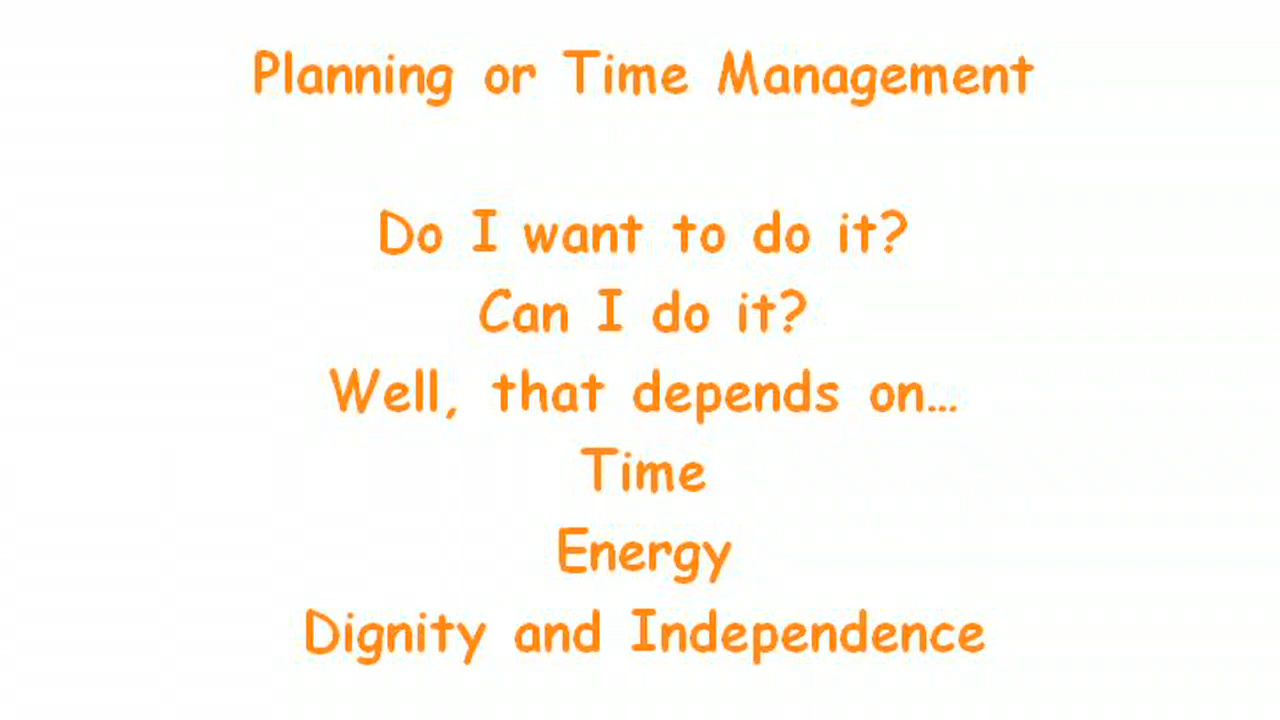 Planning or Time Management
Do I want to do it?
Can I do it?
Well, that depends on...
Time
Energy
Dignity and Independence